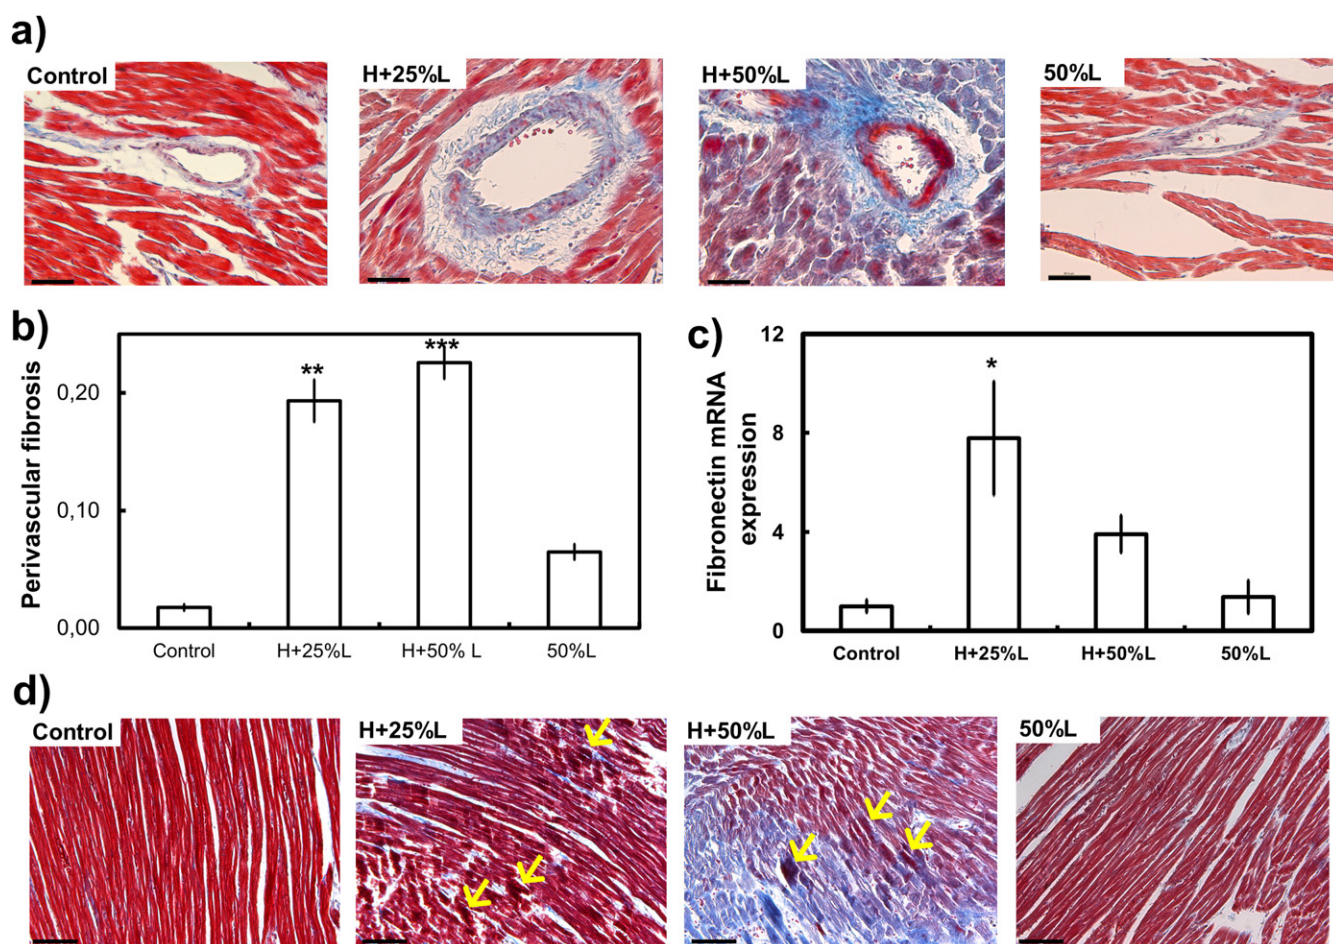 a)
Control
H+25%L
H+50%L
50%L
b)
Perivascular fibrosis
0,20
0,10
0,00
**
***
Control
H+25%L
H+50% L
50%L
c)
Fibronectin mRNA
expression
12
8
4
0
*
Control
H+25%L
H+50%L
50%L
d)
Control
H+25%L
H+50%L
50%L